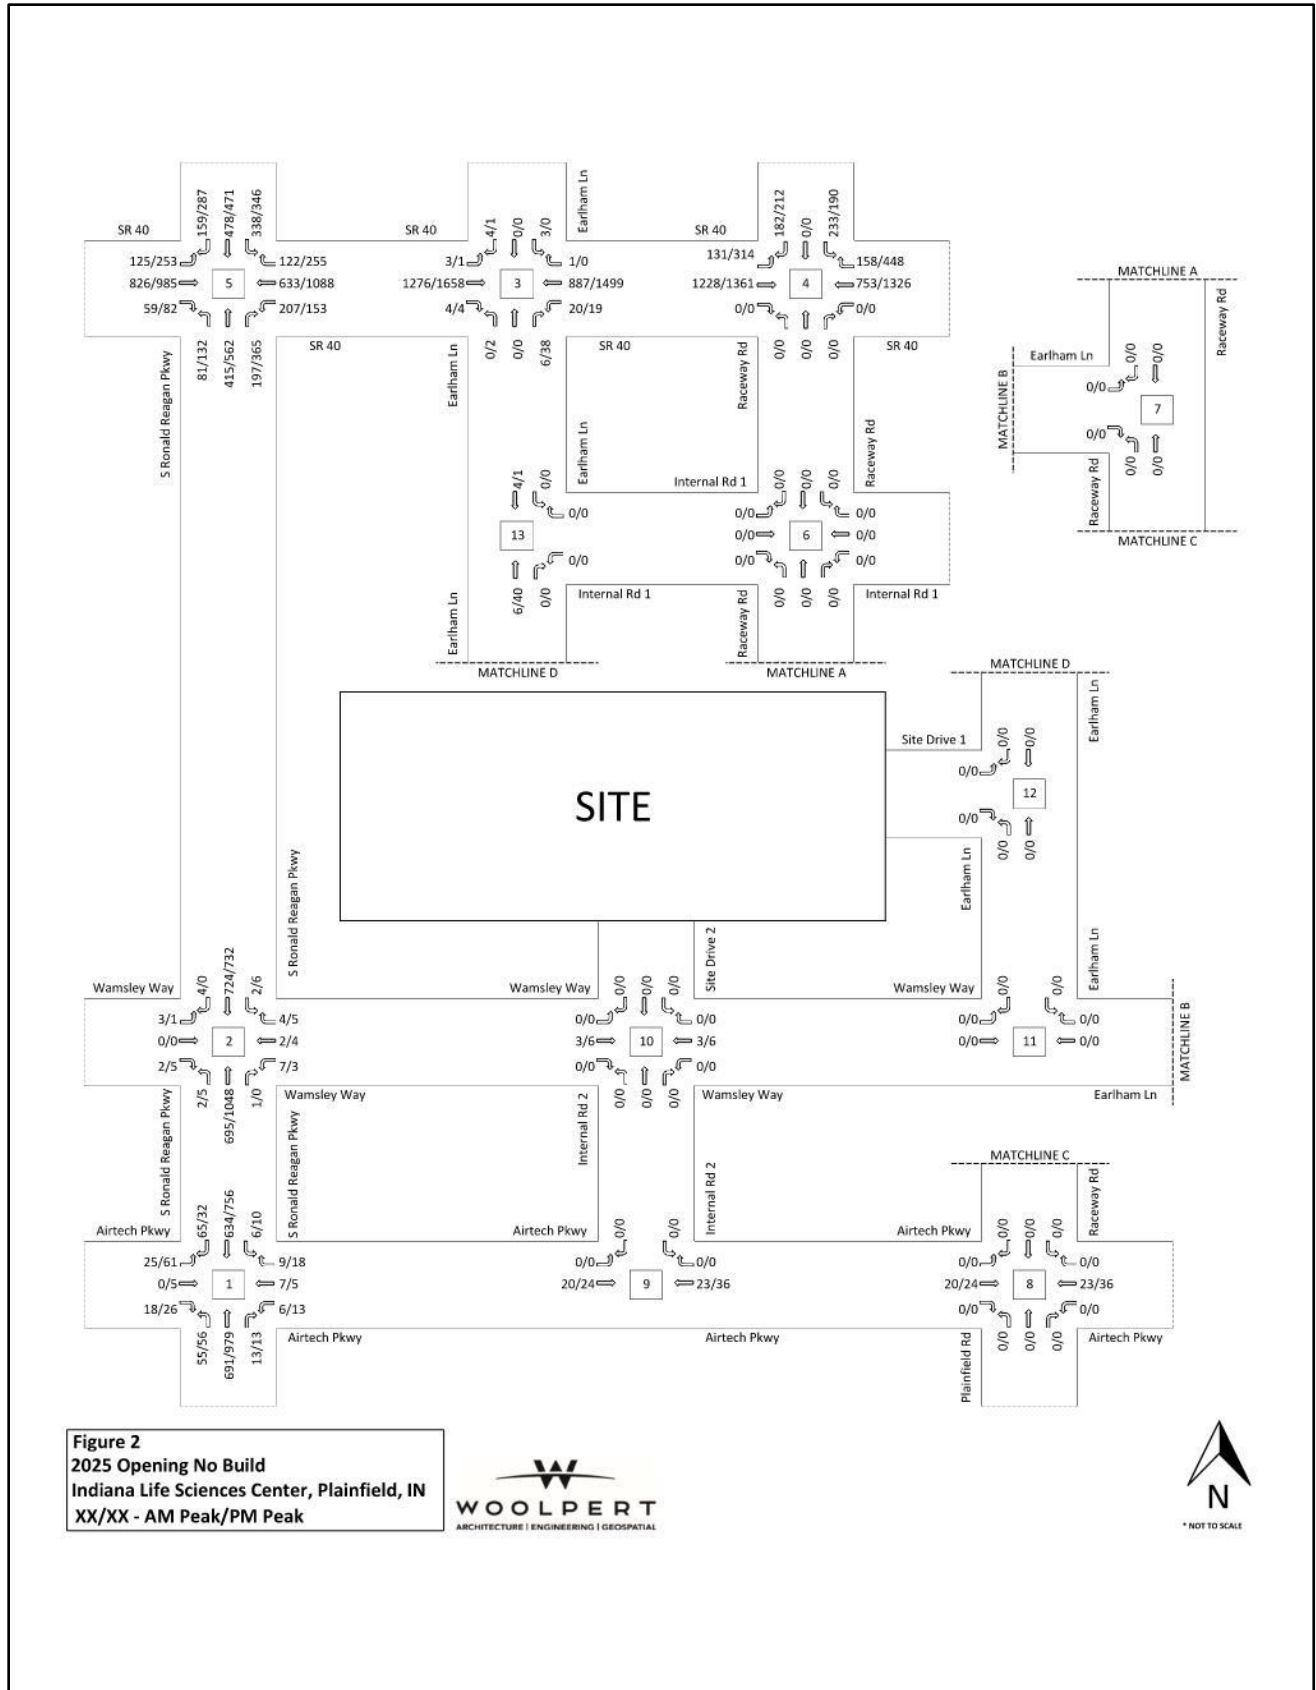 159/287
478/471
338/346
SR 40
125/253
826/985
59/82
5
122/255
633/1088
207/153
81/132
415/562
197/365
SR 40
S Ronald Reagan Pkwy
SR 40
4/1
0/0
3/0
Earlham Ln
3/1
1276/1658
4/4
3
1/0
887/1499
20/19
0/2
0/0
6/38
Earlham Ln
SR 40
SR 40
182/212
0/0
233/190
131/314
1228/1361
0/0
4
158/448
753/1326
0/0
0/0
0/0
0/0
Raceway Rd
SR 40
MATCHLINE A
Raceway Rd
Earlham Ln
MATCHLINE B
0/0
0/0
0/0
0/0
7
0/0
0/0
Raceway Rd
MATCHLINE C
Earlham Ln
4/1
0/0
0/0
13
0/0
6/40
0/0
Earlham Ln
Internal Rd 1
MATCHLINE D
Internal Rd 1
Raceway Rd
0/0
0/0
0/0
0/0
0/0
0/0
6
0/0
0/0
0/0
0/0
0/0
0/0
Raceway Rd
Internal Rd 1
MATCHLINE A
SITE
MATCHLINE D
Earlham Ln
Site Drive 1
0/0
0/0
0/0
0/0
12
0/0
0/0
Earlham Ln
S Ronald Reagan Pkwy
Wamsley Way
4/0
724/732
2/6
3/1
0/0
2/5
2
4/5
2/4
7/3
2/5
695/1048
1/0
Wamsley Way
S Ronald Reagan Pkwy
S Ronald Reagan Pkwy
Wamsley Way
Site Drive 2
0/0
0/0
0/0
0/0
3/6
0/0
10
0/0
3/6
0/0
0/0
0/0
0/0
Internal Rd 2
Wamsley Way
Wamsley Way
Earlham Ln
0/0
0/0
0/0
0/0
11
0/0
0/0
MATCHLINE B
Earlham Ln
Airtech Pkwy
65/32
634/756
6/10
25/61
0/5
18/26
1
9/18
7/5
6/13
55/56
691/979
13/13
Airtech Pkwy
Airtech Pkwy
Internal Rd 2
0/0
0/0
0/0
20/24
9
0/0
23/36
Airtech Pkwy
MATCHLINE C
Raceway Rd
Airtech Pkwy
0/0
0/0
0/0
0/0
20/24
0/0
8
0/0
23/36
0/0
0/0
0/0
0/0
Plainfield Rd
Airtech Pkwy
Figure 2
2025 Opening No Build
Indiana Life Sciences Center, Plainfield, IN
XX/XX - AM Peak/PM Peak
WOOLPERT
ARCHITECTURE | ENGINEERING | GEOSPATIAL
N
* NOT TO SCALE